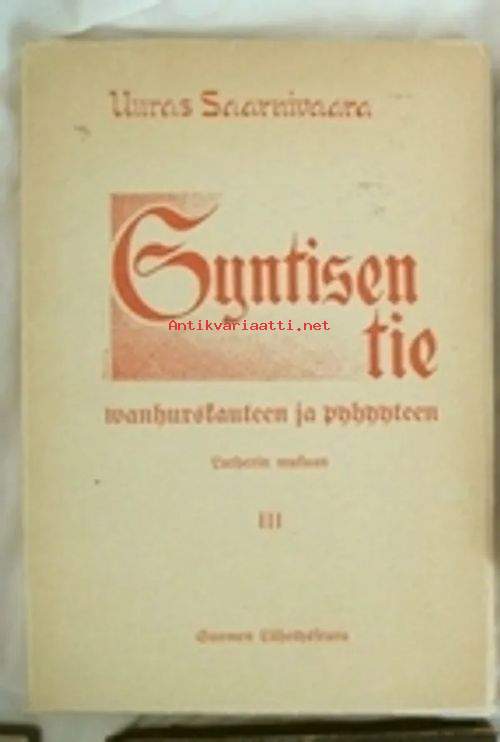 Uuras Saarnivaara
Syntisen
tie
Antikvariaatti.net
wanhurskauteen ja pyhyyteen
Lutherin mukaan
III
Suomen Lähetysseura